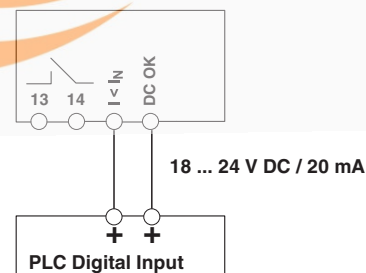 13 14 I < IN DC OK
18 ... 24 V DC / 20 mA
+ +
PLC Digital Input